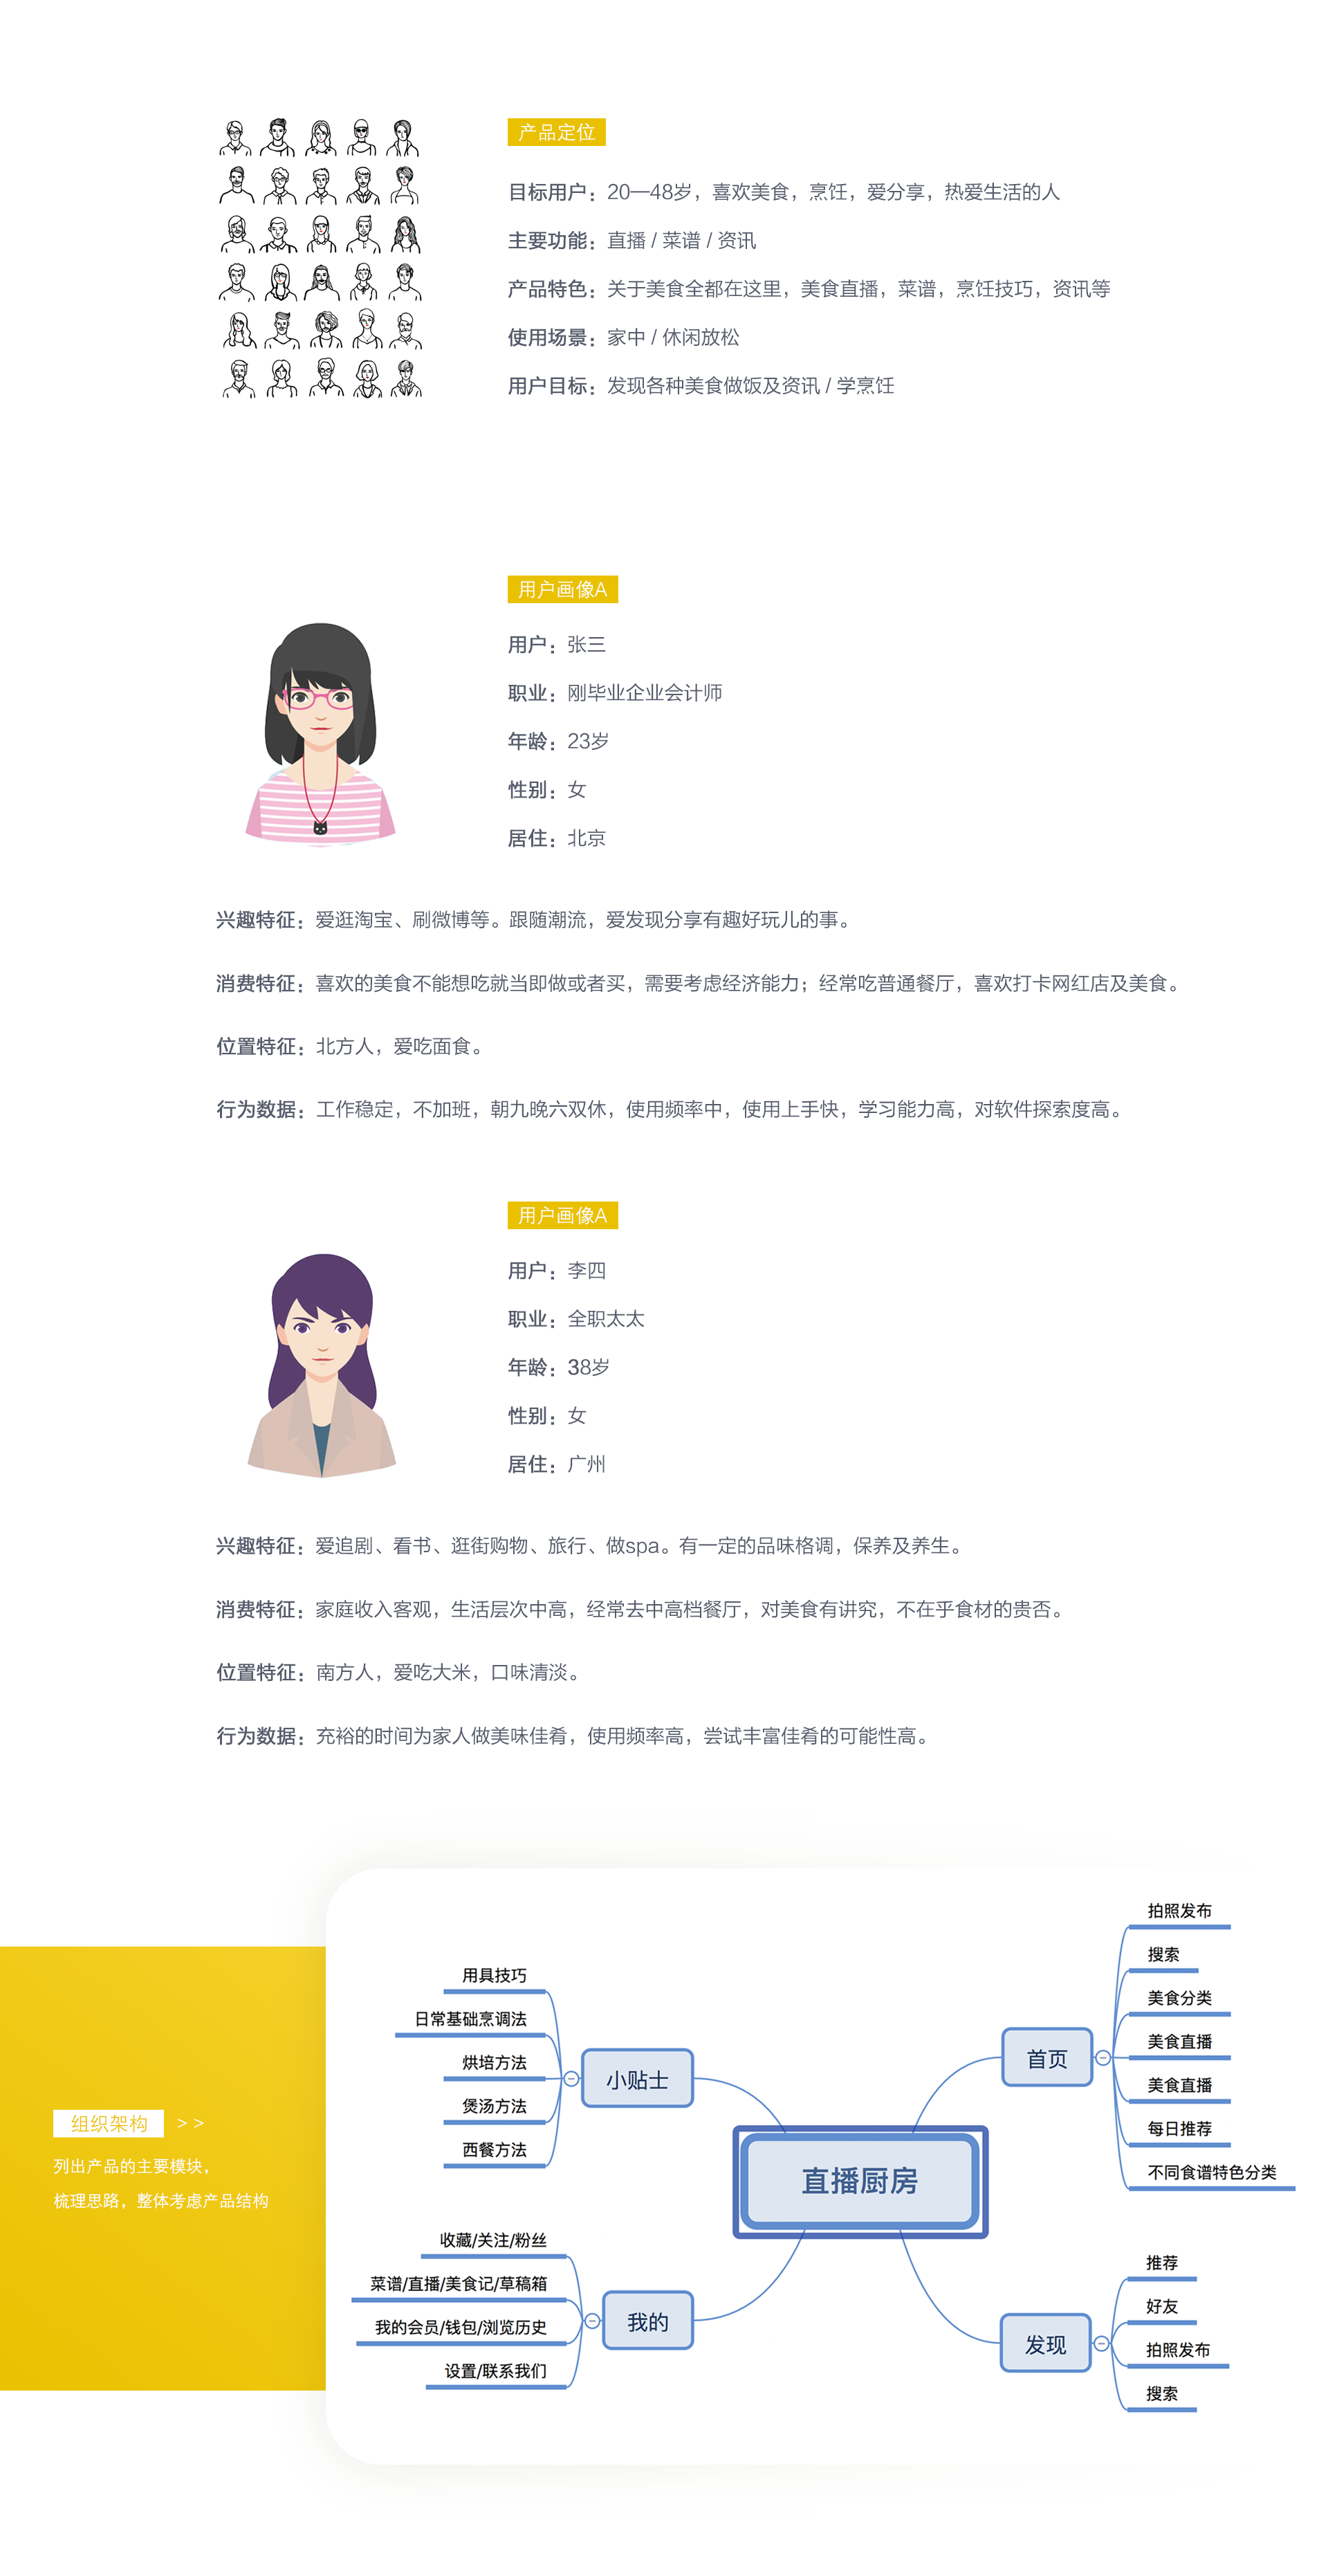 产品定位
目标用户：20—48岁，喜欢美食，烹饪，爱分享，热爱生活的人
主要功能：直播 / 菜谱 / 资讯
产品特色：关于美食全都在这里，美食直播，菜谱，烹饪技巧，资讯等
使用场景：家中 / 休闲放松
用户目标：发现各种美食做饭及资讯 / 学烹饪
用户画像A
用户：张三
职业：刚毕业企业会计师
年龄：23岁
性别：女
居住：北京
兴趣特征：爱逛淘宝、刷微博等。跟随潮流，爱发现分享有趣好玩儿的事。
消费特征：喜欢的美食不能想吃就当即做或者买，需要考虑经济能力；经常吃普通餐厅，喜欢打卡网红店及美食。
位置特征：北方人，爱吃面食。
行为数据：工作稳定，不加班，朝九晚六双休，使用频率中，使用上手快，学习能力高，对软件探索度高。
用户画像A
用户：李四
职业：全职太太
年龄：38岁
性别：女
居住：广州
兴趣特征：爱追剧、看书、逛街购物、旅行、做spa。有一定的品味格调，保养及养生。
消费特征：家庭收入客观，生活层次中高，经常去中高档餐厅，对美食有讲究，不在乎食材的贵否。
位置特征：南方人，爱吃大米，口味清淡。
行为数据：充裕的时间为家人做美味佳肴，使用频率高，尝试丰富佳肴的可能性高。
组织架构 >>
列出产品的主要模块，
梳理思路，整体考虑产品结构
直播厨房
小贴士
用具技巧
日常基础烹调法
烘培方法
煲汤方法
西餐方法
我的
收藏/关注/粉丝
菜谱/直播/美食记/草稿箱
我的会员/钱包/浏览历史
设置/联系我们
首页
拍照发布
搜索
美食分类
美食直播
美食直播
每日推荐
不同食谱特色分类
发现
推荐
好友
拍照发布
搜索